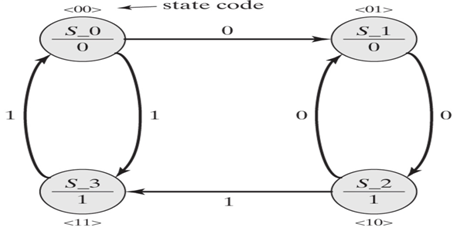 <00> state code <01>
S_0 0 S_1
0 0
1 1 0 0
S_3 S_2
1 1 1
<11> <10>